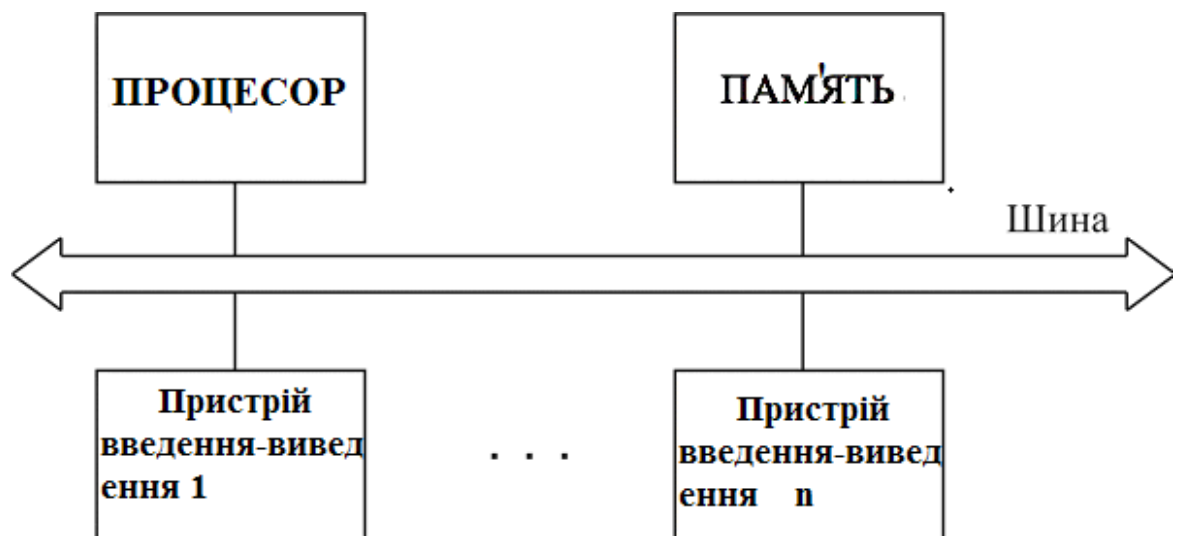 ПРОЦЕСОР
ПАМ'ЯТЬ
Шина
Пристрій
введення-вивед
ення 1
. . .
Пристрій
введення-вивед
ення n